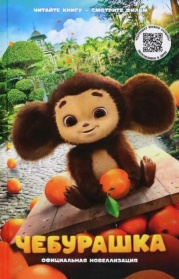 ЧИТАЙТЕ КНИГУ – СМОТРИТЕ ФИЛЬМ
ЧЕБУРАШКА
ОФИЦИАЛЬНАЯ НОВЕЛЛИЗАЦИЯ